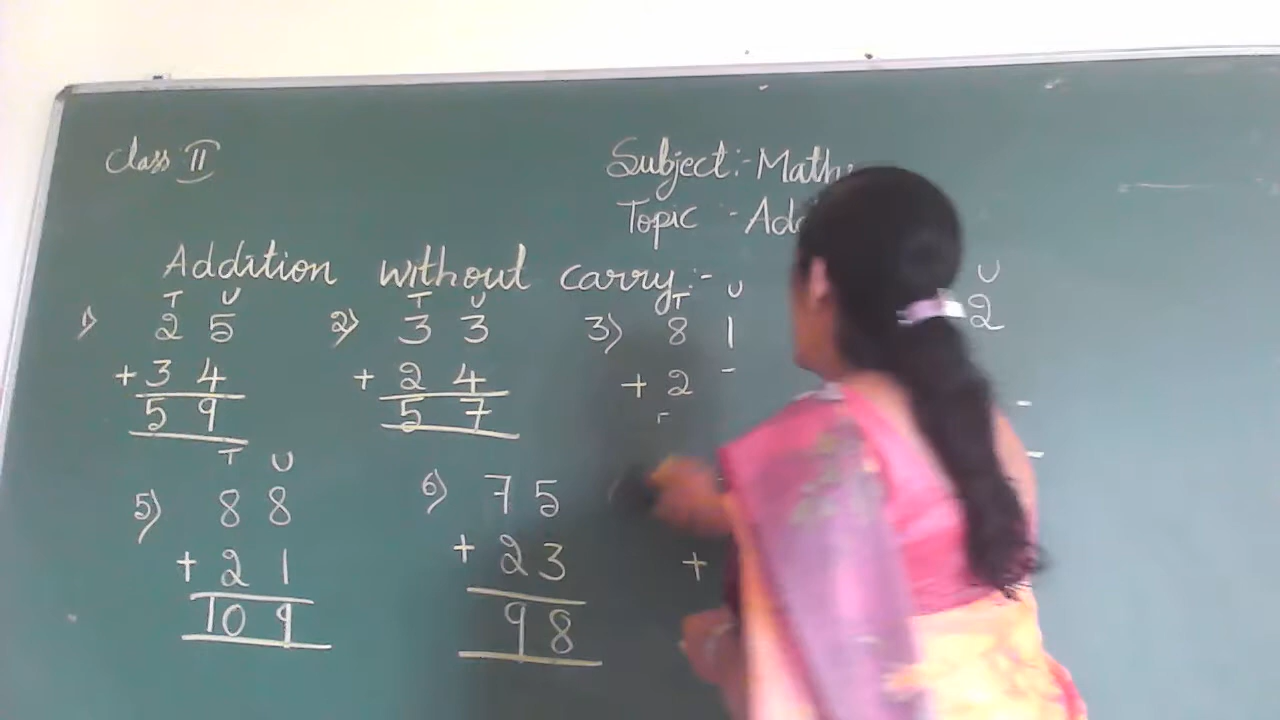 Class II
Subject:- Maths
Topic :-
Addition without carry:-
T U T U T U U
1) 2 5 2) 3 3 3) 8 1 2
+ 3 4 + 2 4 + 2
5 9 5 7
T U
5) 8 8 6) 7 5
+ 2 1 + 2 3 +
10 9 9 8